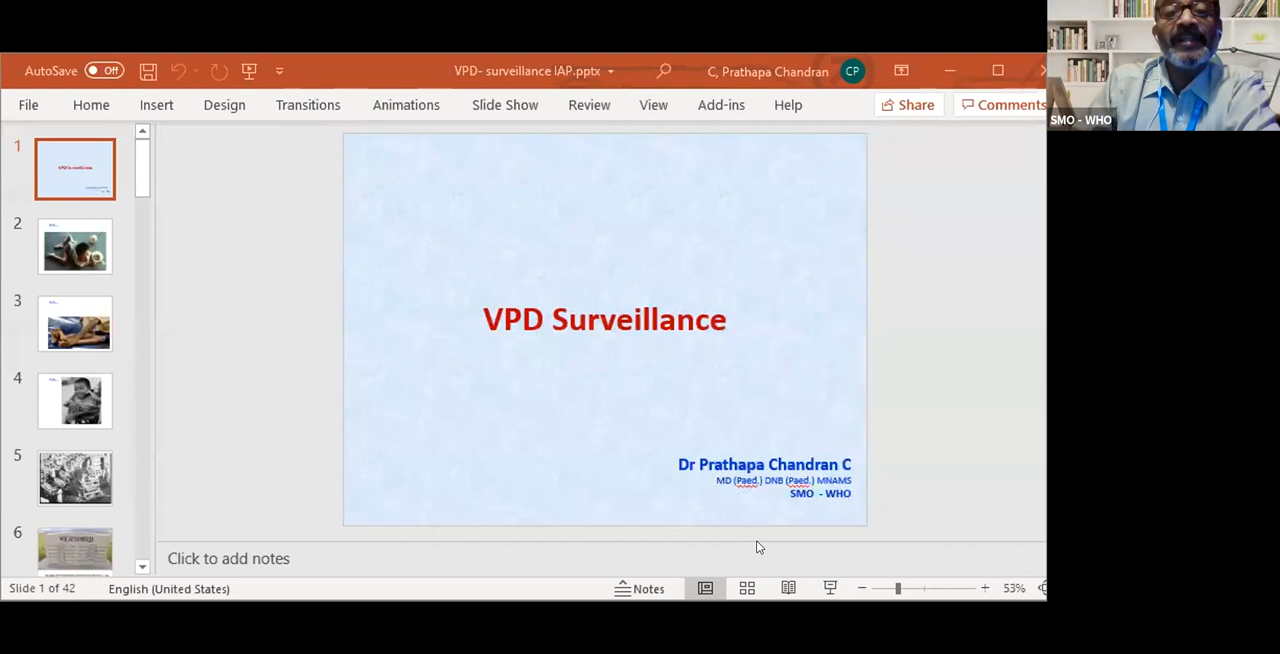 AutoSave Off VPD- surveillance IAP.pptx C, Prathapa Chandran CP
File Home Insert Design Transitions Animations Slide Show Review View Add-ins Help Share Comments
SMO - WHO
1
2
3
4
5
6
VPD Surveillance
Dr Prathapa Chandran C
MD (Paed.) DNB (Paed.) MNAMS
SMO - WHO
Click to add notes
Slide 1 of 42 English (United States) Notes 53%